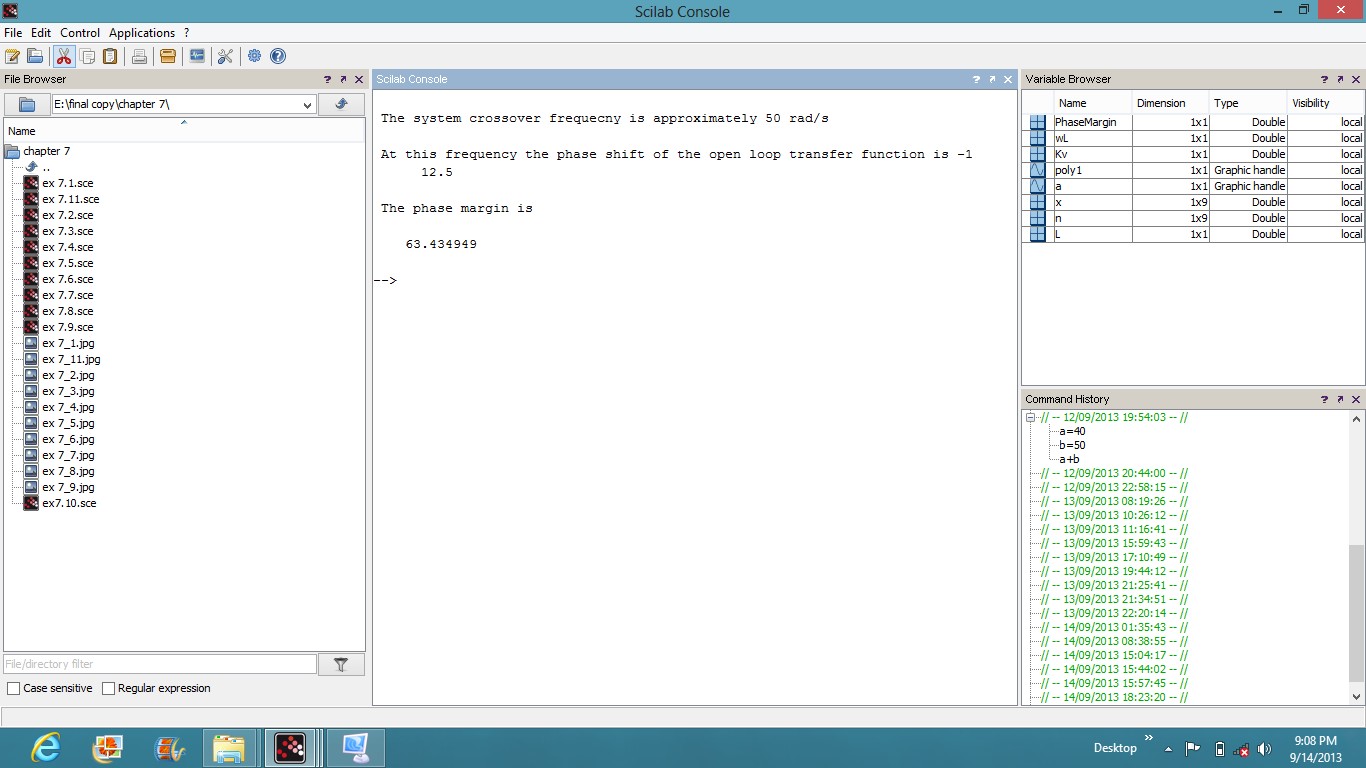 Scilab Console
File Edit Control Applications ?
File Browser
E:\final copy\chapter 7\
Name
chapter 7
..
ex 7.1.sce
ex 7.11.sce
ex 7.2.sce
ex 7.3.sce
ex 7.4.sce
ex 7.5.sce
ex 7.6.sce
ex 7.7.sce
ex 7.8.sce
ex 7.9.sce
ex 7_1.jpg
ex 7_11.jpg
ex 7_2.jpg
ex 7_3.jpg
ex 7_4.jpg
ex 7_5.jpg
ex 7_6.jpg
ex 7_7.jpg
ex 7_8.jpg
ex 7_9.jpg
ex7.10.sce
File/directory filter
Case sensitive Regular expression
Scilab Console
The system crossover frequecny is approximately 50 rad/s
At this frequency the phase shift of the open loop transfer function is -1
12.5
The phase margin is
63.434949
-->
Variable Browser
Name Dimension Type Visibility
PhaseMargin 1x1 Double local
wL 1x1 Double local
Kv 1x1 Double local
poly1 1x1 Graphic handle local
a 1x1 Graphic handle local
x 1x9 Double local
n 1x9 Double local
L 1x1 Double local
Command History
// -- 12/09/2013 19:54:03 -- //
a=40
b=50
a+b
// -- 12/09/2013 20:44:00 -- //
// -- 12/09/2013 22:58:15 -- //
// -- 13/09/2013 08:19:26 -- //
// -- 13/09/2013 10:26:12 -- //
// -- 13/09/2013 11:16:41 -- //
// -- 13/09/2013 15:59:43 -- //
// -- 13/09/2013 17:10:49 -- //
// -- 13/09/2013 19:44:12 -- //
// -- 13/09/2013 21:25:41 -- //
// -- 13/09/2013 21:34:51 -- //
// -- 13/09/2013 22:20:14 -- //
// -- 14/09/2013 01:35:43 -- //
// -- 14/09/2013 08:38:55 -- //
// -- 14/09/2013 15:04:17 -- //
// -- 14/09/2013 15:44:02 -- //
// -- 14/09/2013 15:57:45 -- //
// -- 14/09/2013 18:23:20 -- //
Desktop
9:08 PM
9/14/2013